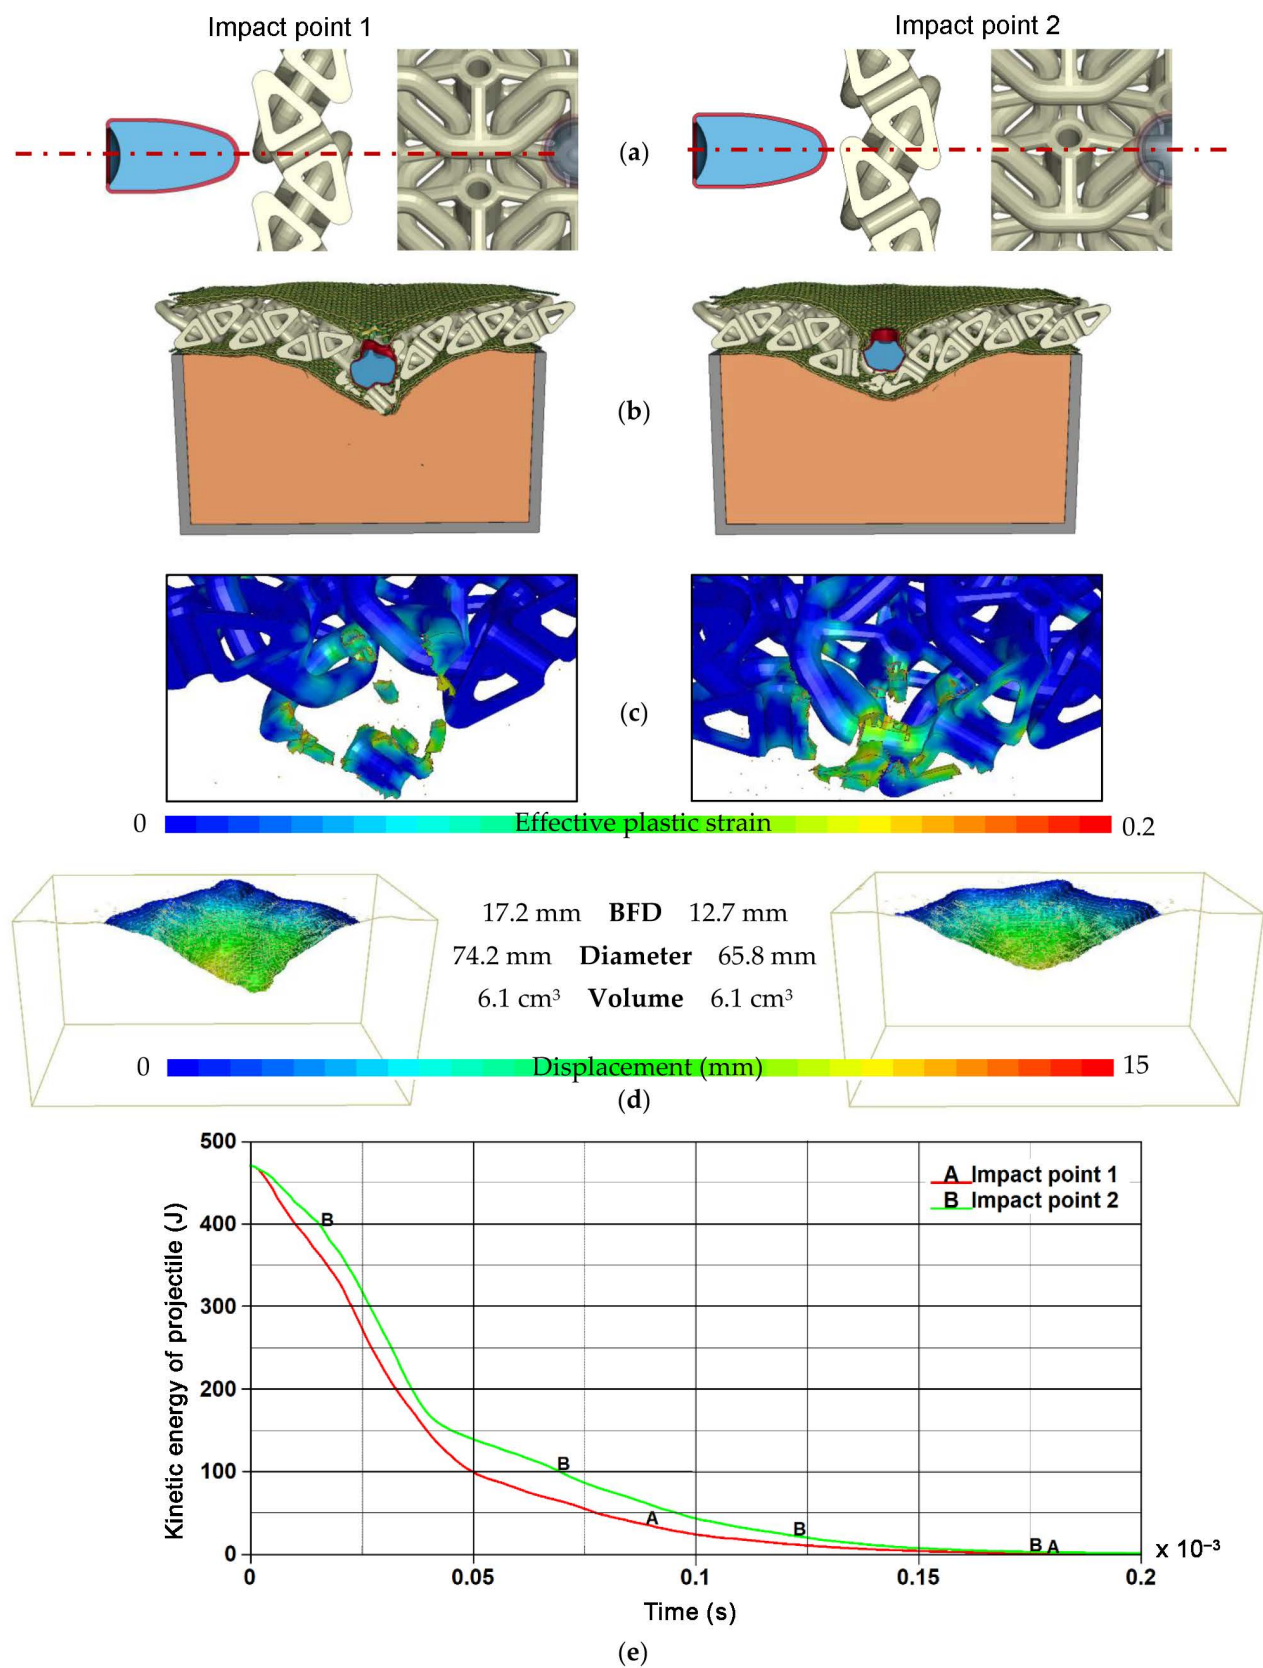 Impact point 1
Impact point 2
(a)
(b)
(c)
0 Effective plastic strain 0.2
17.2 mm BFD 12.7 mm
74.2 mm Diameter 65.8 mm
6.1 cm³ Volume 6.1 cm³
0 Displacement (mm) 15
(d)
Kinetic energy of projectile (J)
500
400
300
200
100
0
A Impact point 1
B Impact point 2
B
B
A
B
B A
0 0.05 0.1 0.15 0.2
x 10⁻³
Time (s)
(e)